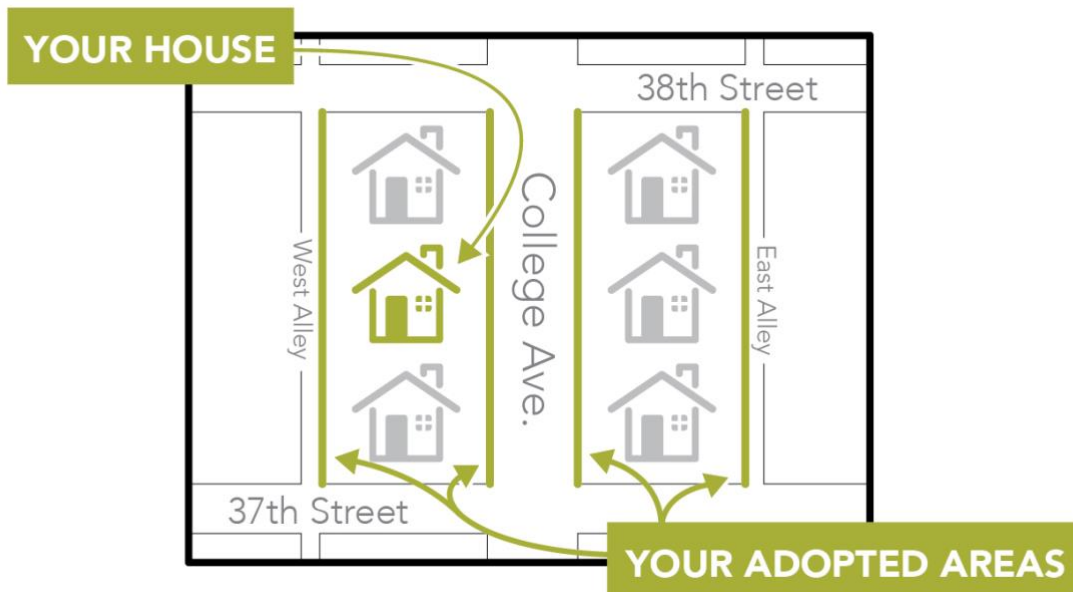 YOUR HOUSE
38th Street
College Ave.
West Alley
East Alley
37th Street
YOUR ADOPTED AREAS